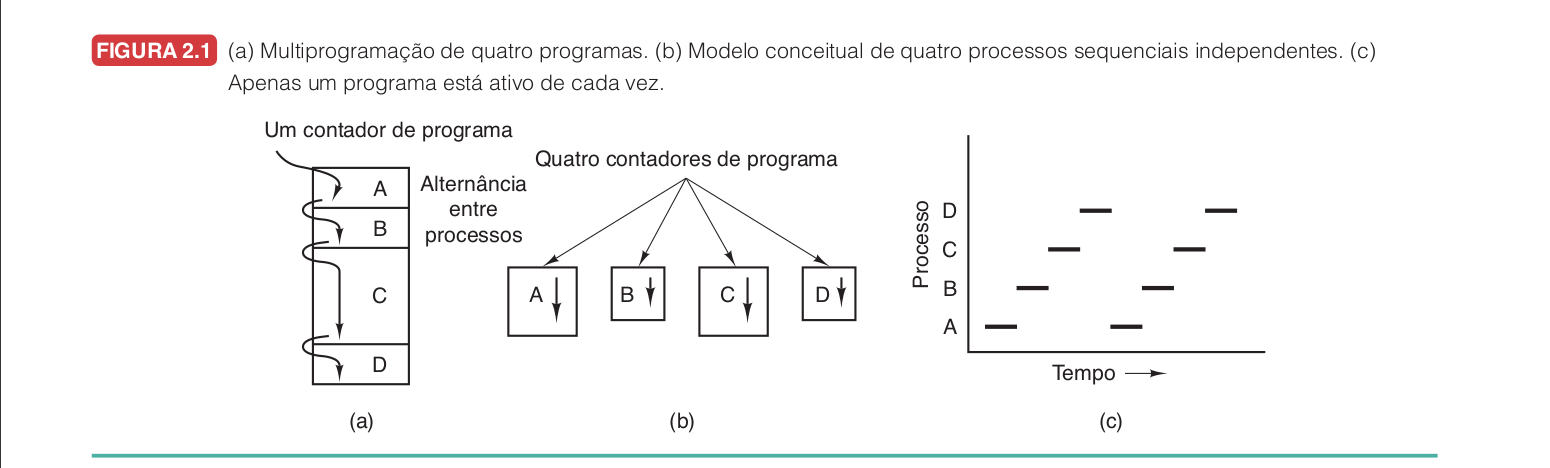 FIGURA 2.1 (a) Multiprogramação de quatro programas. (b) Modelo conceitual de quatro processos sequenciais independentes. (c)
Apenas um programa está ativo de cada vez.
Um contador de programa
A
B
C
D
Alternância
entre
processos
(a)
Quatro contadores de programa
A
B
C
D
(b)
Processo
D
C
B
A
Tempo
(c)